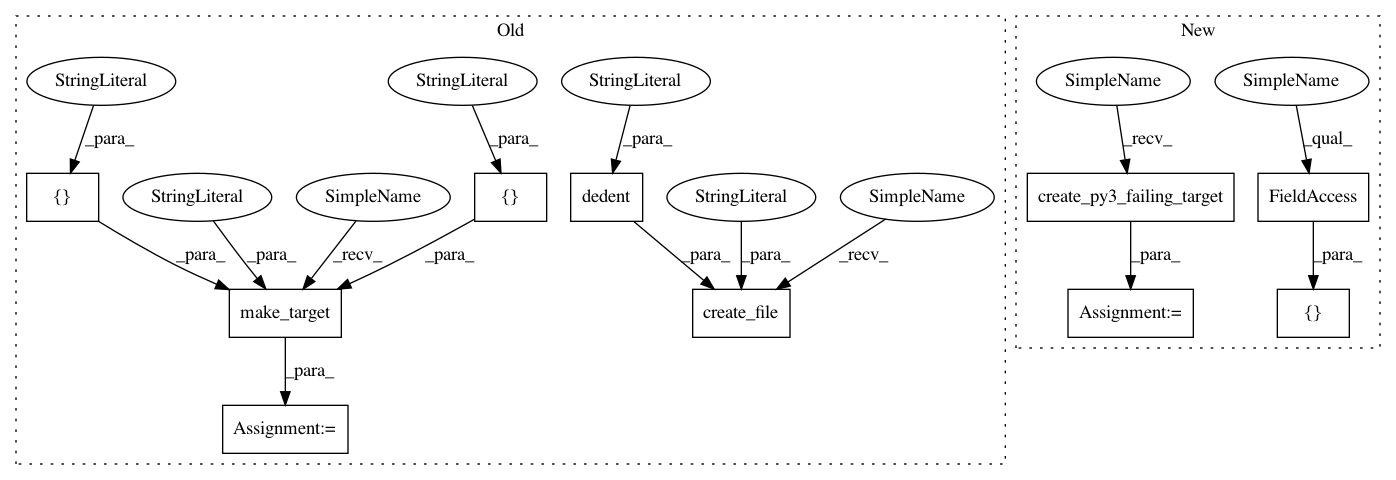 Old
New
StringLiteral
StringLiteral
StringLiteral
SimpleName
SimpleName
_para_
_para_
_para_
_recv_
_qual_
{}
StringLiteral
SimpleName
{}
dedent
StringLiteral
SimpleName
create_py3_failing_target
FieldAccess
_para_
_para_
_recv_
_para_
_para_
_para_
_recv_
_para_
_para_
make_target
create_file
Assignment:=
{}
_para_
Assignment:=